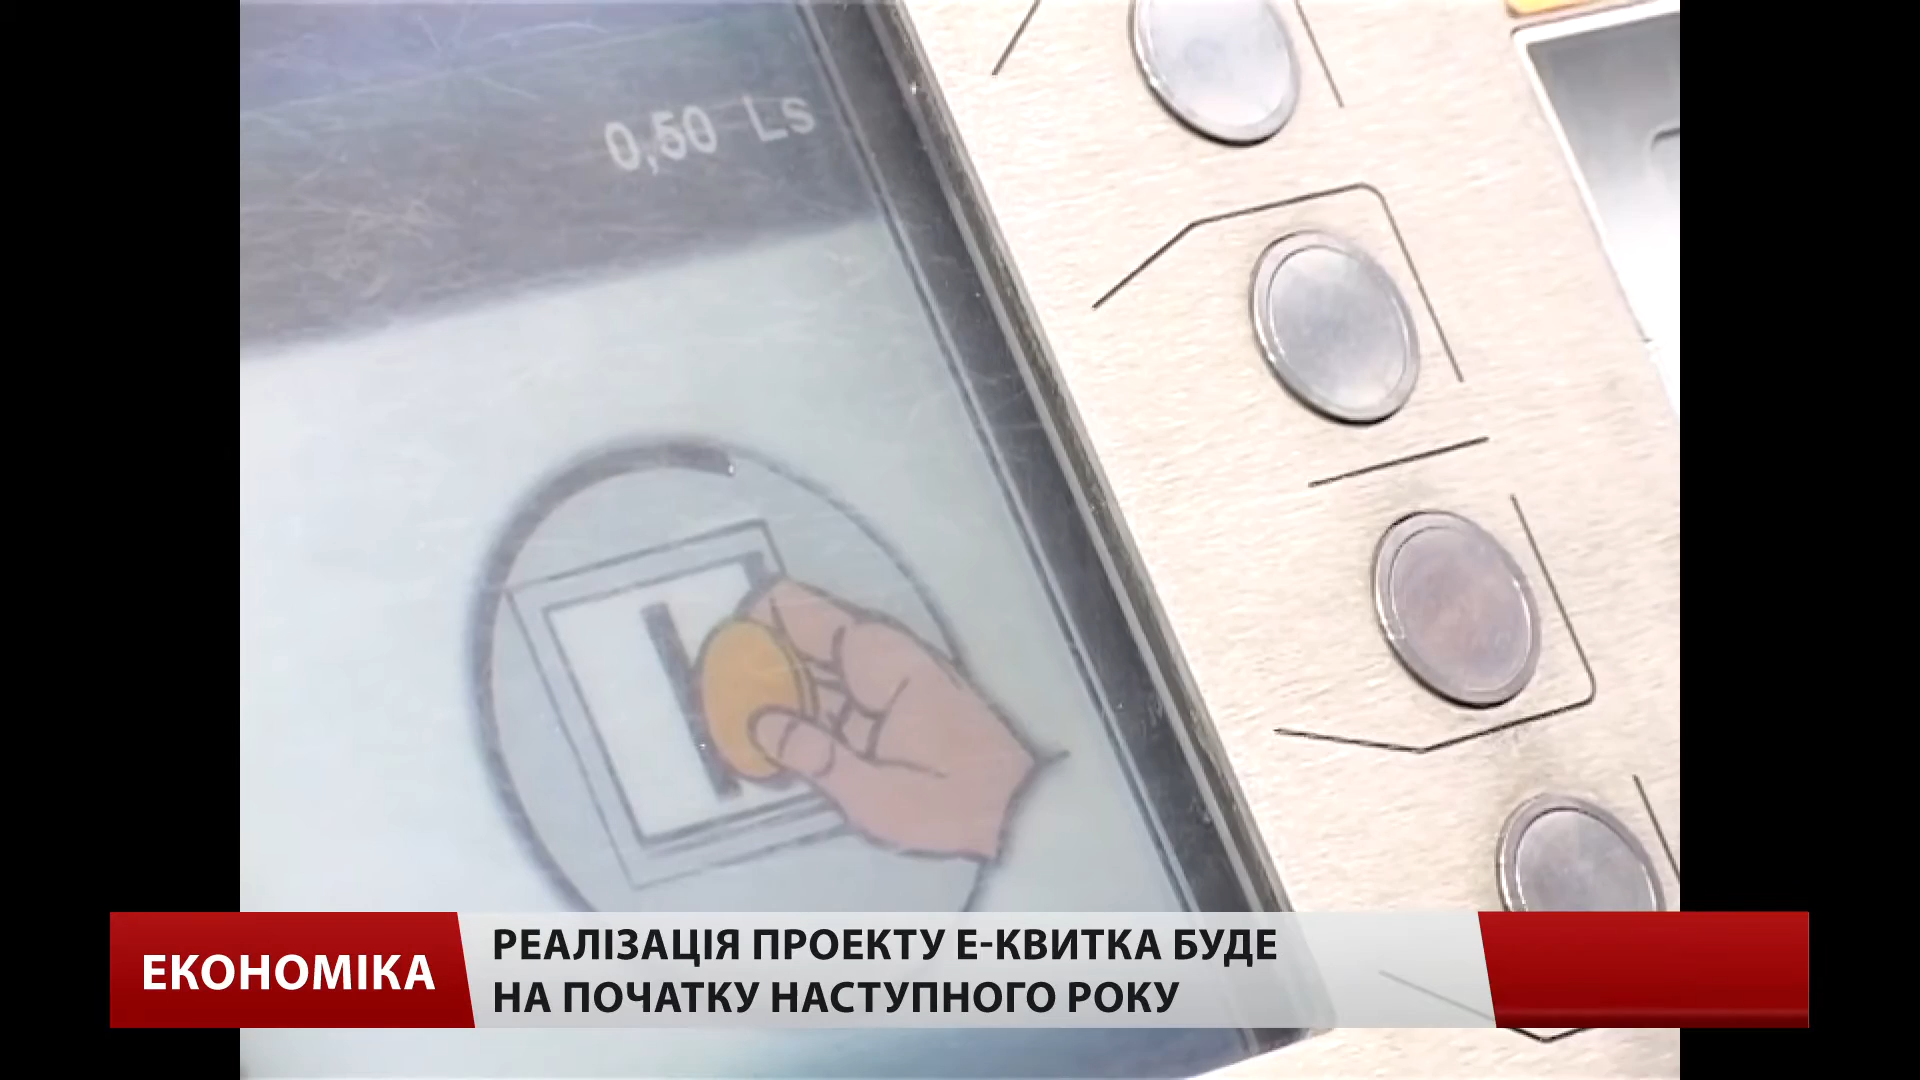 0,50 Ls
ЕКОНОМІКА
РЕАЛІЗАЦІЯ ПРОЕКТУ Е-КВИТКА БУДЕ
НА ПОЧАТКУ НАСТУПНОГО РОКУ